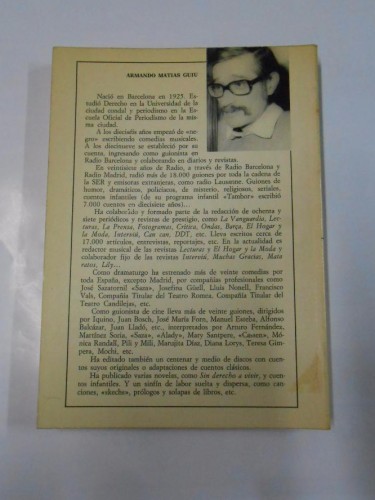 ARMANDO MATIAS GUIU
Nació en Barcelona en 1925. Es-
tudió Derecho en la Universidad de la
ciudad condal y periodismo en la Es-
cuela Oficial de Periodismo de la mis-
ma ciudad.
A los dieciséis años empezó de «ne-
gro» escribiendo comedias musicales.
A los diecinueve se estableció por su
cuenta, ingresando como guionista en
Radio Barcelona y colaborando en diarios y revistas.
En veintisiete años de Radio, a través de Radio Barcelona y
Radio Madrid, radió más de 18.000 guiones por toda la cadena de
la SER y emisoras extranjeras, como radio Lausanne. Guiones de
humor, dramáticos, policíacos, de misterio, religiosos, seriales,
cuentos infantiles (de su programa infantil «Tambor» escribió
7.000 cuentos en diecisiete años)...
Ha colaborado y formado parte de la redacción de ochenta y
siete periódicos y revistas de prestigio, como La Vanguardia, Lec-
turas, La Prensa, Fotogramas, Crítica, Ondas, Barça, El Hogar y
la Moda, Interviú, Can can, DDT, etc. Lleva escritos cerca de
17.000 artículos, entrevistas, reportajes, etc. En la actualidad es
redactor musical de las revistas Lecturas y El Hogar y la Moda y
colaborador fijo de las revistas Interviú, Muchas Gracias, Mata
ratos, Lily...
Como dramaturgo ha estrenado más de veinte comedias por
toda España, excepto Madrid, por compañías profesionales como
José Sazatornil «Saza», Josefina Güell, Lluís Nonell, Francisco
Vals, Compañía Titular del Teatro Romea, Compañía Titular del
Teatro Candilejas, etc.
Como guionista de cine lleva más de veinte guiones, dirigidos
por Iquino, Juan Bosch, José María Forn, Manuel Esteba, Alfonso
Balcázar, Juan Lladó, etc., interpretados por Arturo Fernández,
Martínez Soria, «Saza», «Alady», Mary Santpere, «Cassen», Mó-
nica Randall, Pili y Mili, Marujita Díaz, Diana Lorys, Teresa Gim-
pera, Mochi, etc.
Ha editado también un centenar y medio de discos con cuen-
tos suyos originales o adaptaciones de cuentos clásicos.
Ha publicado varias novelas, como Sin derecho a vivir, y cuen-
tos infantiles. Y un sinfín de labor suelta y dispersa, como can-
ciones, «skechs», prólogos y solapas de libros, etc.